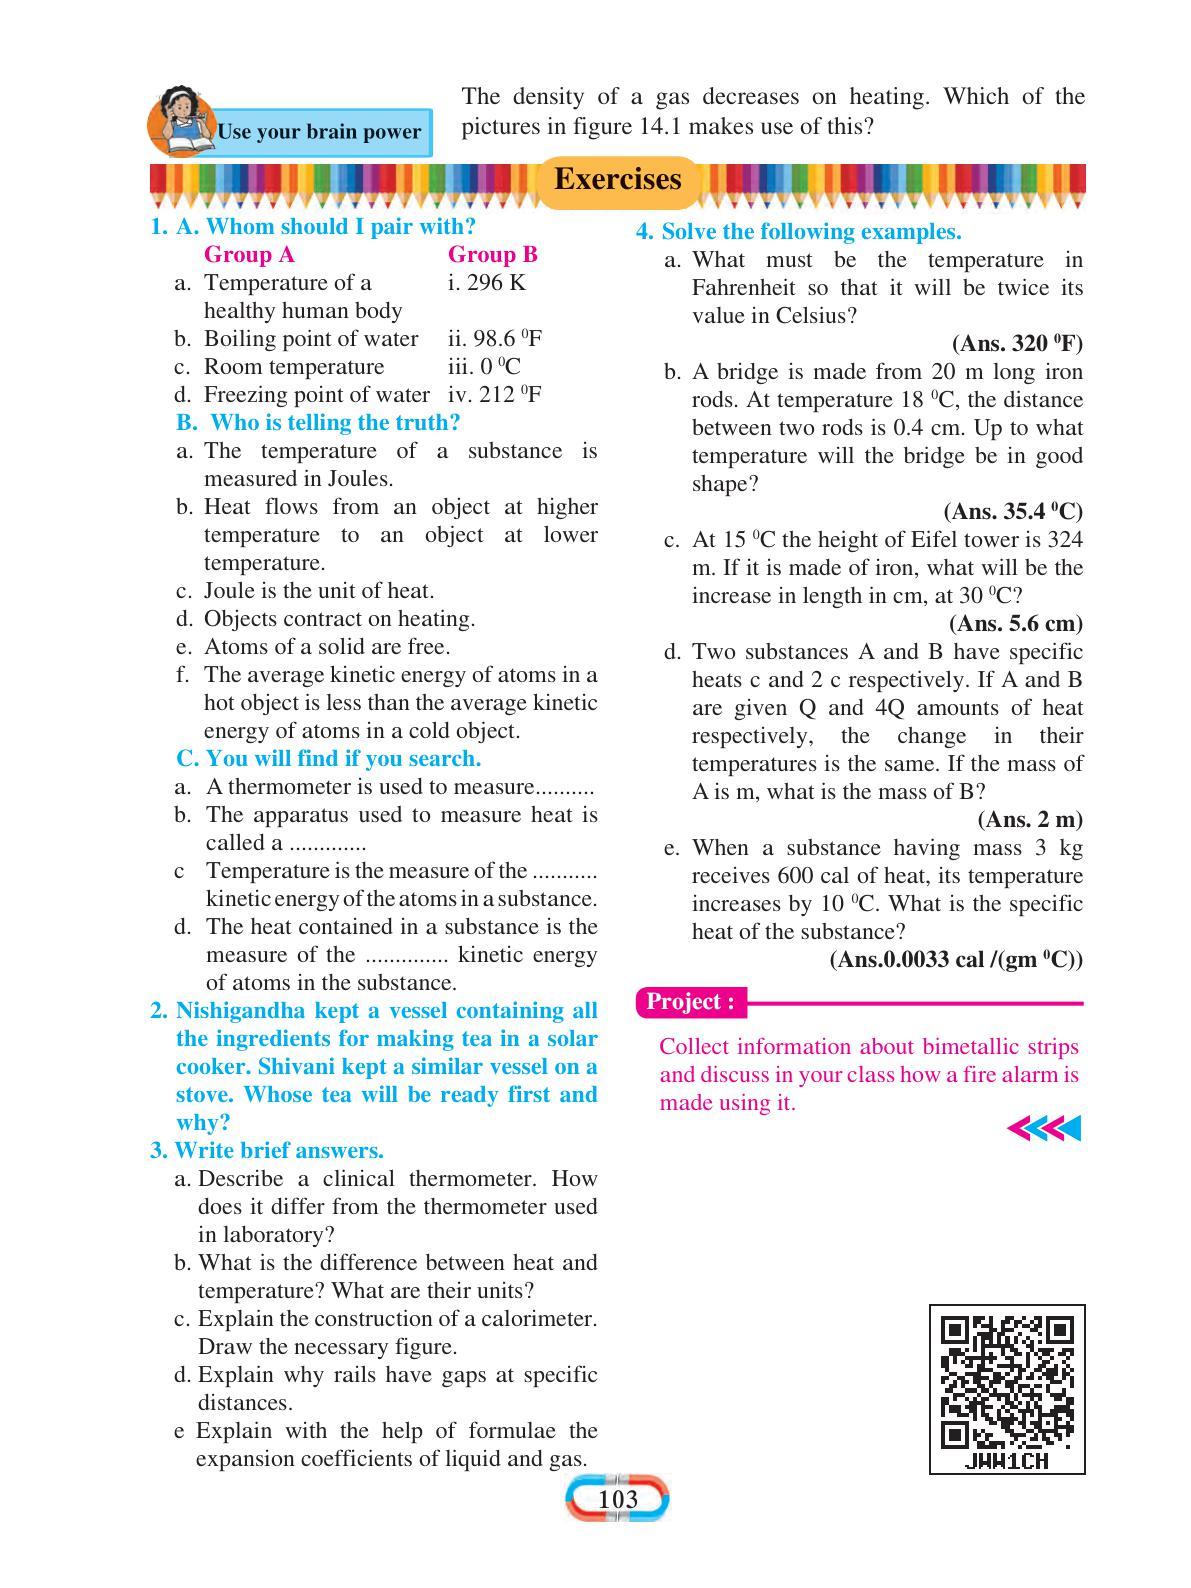 The density of a gas decreases on heating. Which of the
pictures in figure 14.1 makes use of this?
Use your brain power
Exercises
1. A. Whom should I pair with?
Group A Group B
a. Temperature of a i. 296 K
healthy human body
b. Boiling point of water ii. 98.6 ⁰F
c. Room temperature iii. 0 ⁰C
d. Freezing point of water iv. 212 ⁰F
B. Who is telling the truth?
a. The temperature of a substance is
measured in Joules.
b. Heat flows from an object at higher
temperature to an object at lower
temperature.
c. Joule is the unit of heat.
d. Objects contract on heating.
e. Atoms of a solid are free.
f. The average kinetic energy of atoms in a
hot object is less than the average kinetic
energy of atoms in a cold object.
C. You will find if you search.
a. A thermometer is used to measure..........
b. The apparatus used to measure heat is
called a .............
c Temperature is the measure of the ...........
kinetic energy of the atoms in a substance.
d. The heat contained in a substance is the
measure of the .............. kinetic energy
of atoms in the substance.
2. Nishigandha kept a vessel containing all
the ingredients for making tea in a solar
cooker. Shivani kept a similar vessel on a
stove. Whose tea will be ready first and
why?
3. Write brief answers.
a. Describe a clinical thermometer. How
does it differ from the thermometer used
in laboratory?
b. What is the difference between heat and
temperature? What are their units?
c. Explain the construction of a calorimeter.
Draw the necessary figure.
d. Explain why rails have gaps at specific
distances.
e Explain with the help of formulae the
expansion coefficients of liquid and gas.
4. Solve the following examples.
a. What must be the temperature in
Fahrenheit so that it will be twice its
value in Celsius?
(Ans. 320 ⁰F)
b. A bridge is made from 20 m long iron
rods. At temperature 18 ⁰C, the distance
between two rods is 0.4 cm. Up to what
temperature will the bridge be in good
shape?
(Ans. 35.4 ⁰C)
c. At 15 ⁰C the height of Eifel tower is 324
m. If it is made of iron, what will be the
increase in length in cm, at 30 ⁰C?
(Ans. 5.6 cm)
d. Two substances A and B have specific
heats c and 2 c respectively. If A and B
are given Q and 4Q amounts of heat
respectively, the change in their
temperatures is the same. If the mass of
A is m, what is the mass of B?
(Ans. 2 m)
e. When a substance having mass 3 kg
receives 600 cal of heat, its temperature
increases by 10 ⁰C. What is the specific
heat of the substance?
(Ans.0.0033 cal /(gm ⁰C))
Project :
Collect information about bimetallic strips
and discuss in your class how a fire alarm is
made using it.
JWW1CH
103